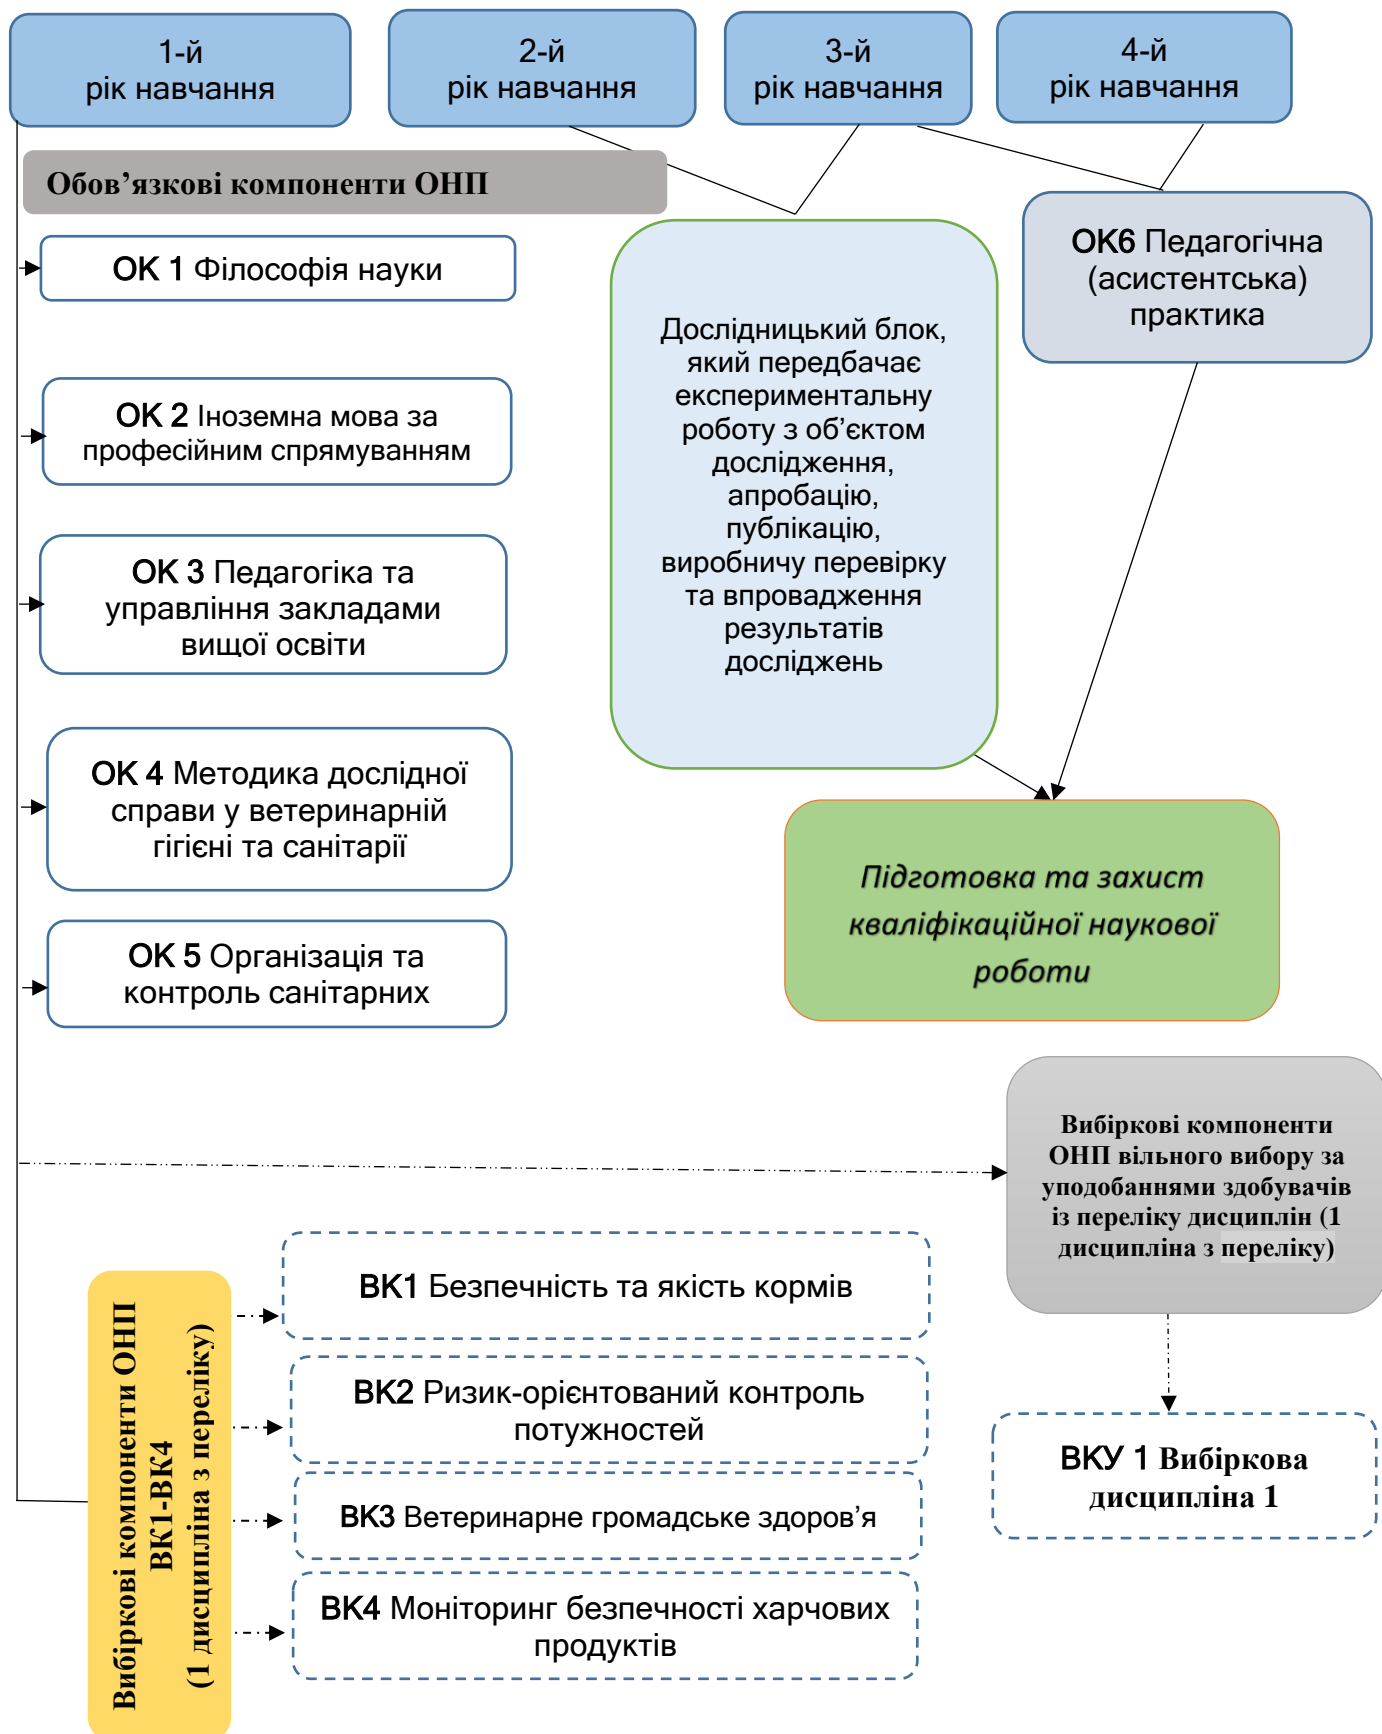 1-й
рік навчання
2-й
рік навчання
3-й
рік навчання
4-й
рік навчання
Обов’язкові компоненти ОНП
ОК 1 Філософія науки
ОК 2 Іноземна мова за
професійним спрямуванням
ОК 3 Педагогіка та
управління закладами
вищої освіти
ОК 4 Методика дослідної
справи у ветеринарній
гігієні та санітарії
ОК 5 Організація та
контроль санітарних
Дослідницький блок,
який передбачає
експериментальну
роботу з об’єктом
дослідження,
апробацію,
публікацію,
виробничу перевірку
та впровадження
результатів
досліджень
ОК6 Педагогічна
(асистентська)
практика
Підготовка та захист
кваліфікаційної наукової
роботи
Вибіркові компоненти
ОНП вільного вибору за
уподобаннями здобувачів
із переліку дисциплін (1
дисципліна з переліку)
Вибіркові компоненти ОНП
ВК1-ВК4
(1 дисципліна з переліку)
ВК1 Безпечність та якість кормів
ВК2 Ризик-орієнтований контроль
потужностей
ВК3 Ветеринарне громадське здоров’я
ВК4 Моніторинг безпечності харчових
продуктів
ВКУ 1 Вибіркова
дисципліна 1